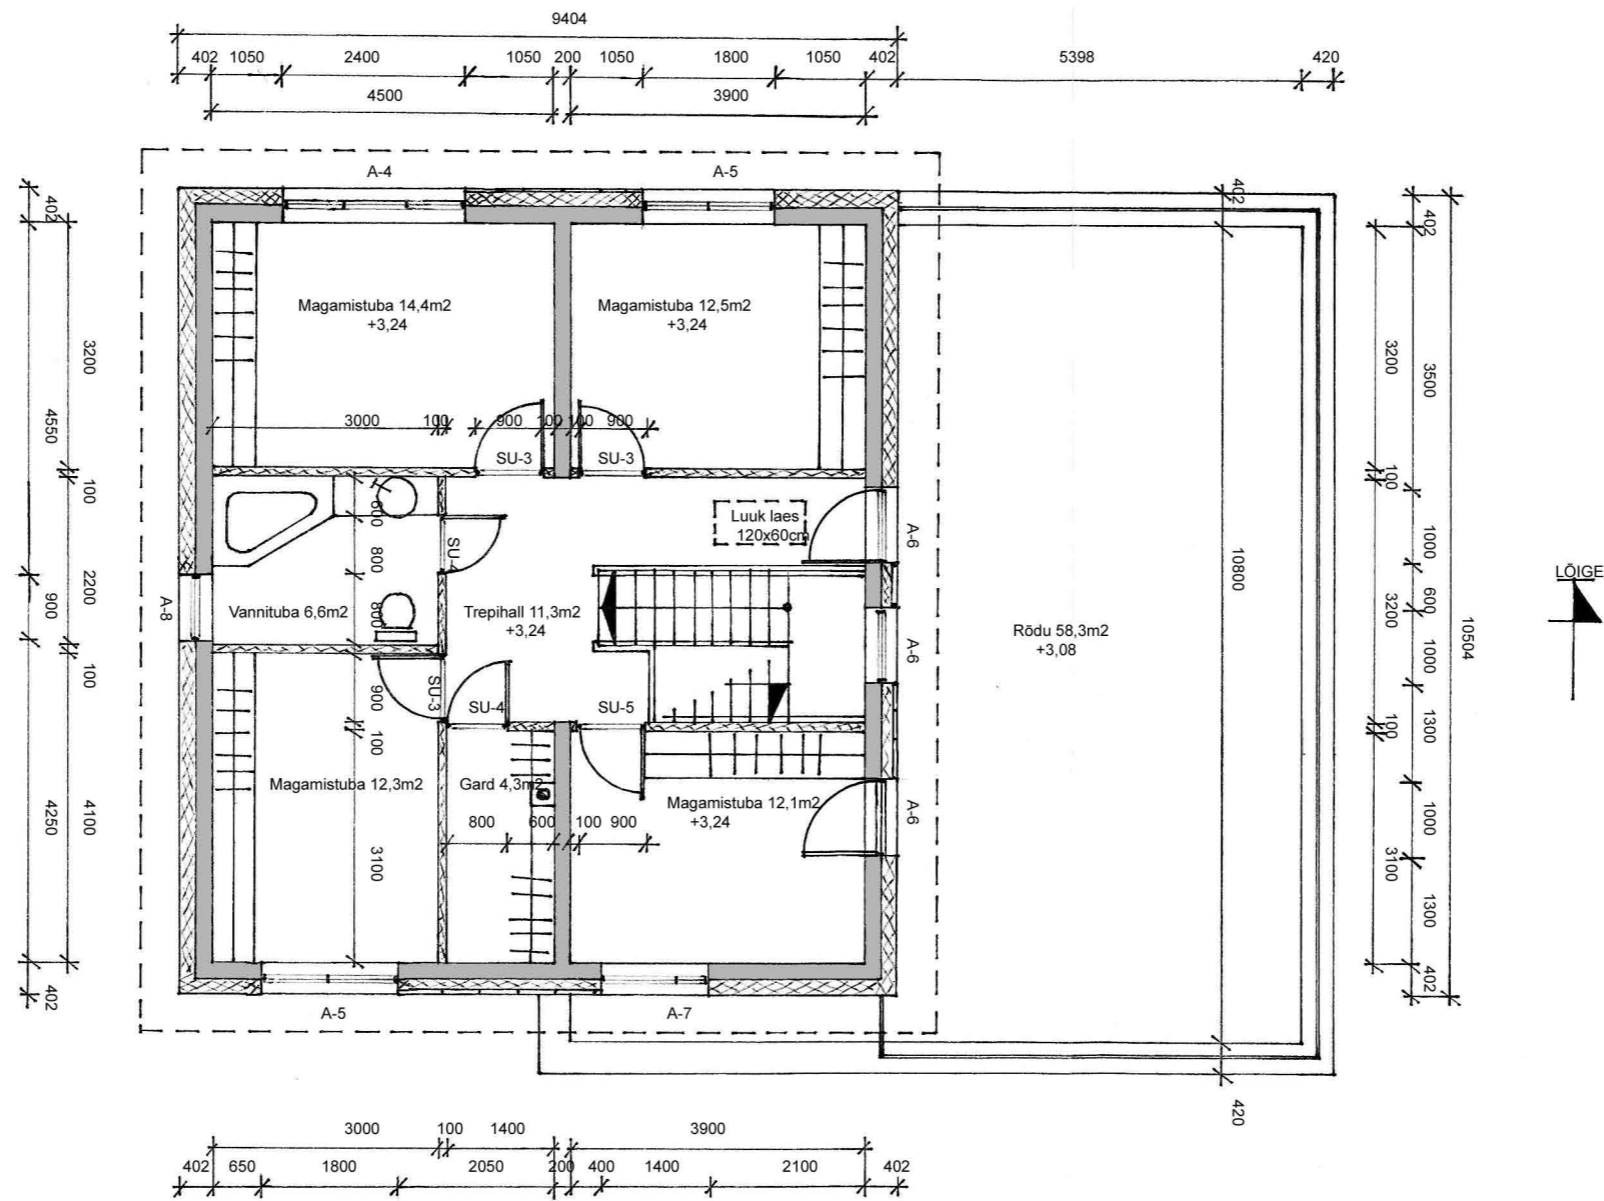 9404
402 1050 2400 1050 200 1050 1800 1050 402 5398 420
4500 3900
A-4 A-5
402
402
402
402
Magamistuba 14,4m2
+3,24
Magamistuba 12,5m2
+3,24
3200
4550
3200
3500
3000 100 900 100 100 900
SU-3 SU-3
100
100
600
Luuk laes
120x60cm
A-6
800
SU-
1000
10800
LÕIGE
2200
900
A-8
Vannituba 6,6m2
800
Trepihall 11,3m2
+3,24
A-6
Rõdu 58,3m2
+3,08
3200
600
1000
10504
100
SU-3
900
SU-4 SU-5
100
100
1300
Magamistuba 12,3m2
Gard 4,3m2
Magamistuba 12,1m2
+3,24
A-6
4250
4100
800 600 100 900
3100
3100
1000
1300
402
402
A-5 A-7
420
3000 100 1400 3900
402 650 1800 2050 200 400 1400 2100 402